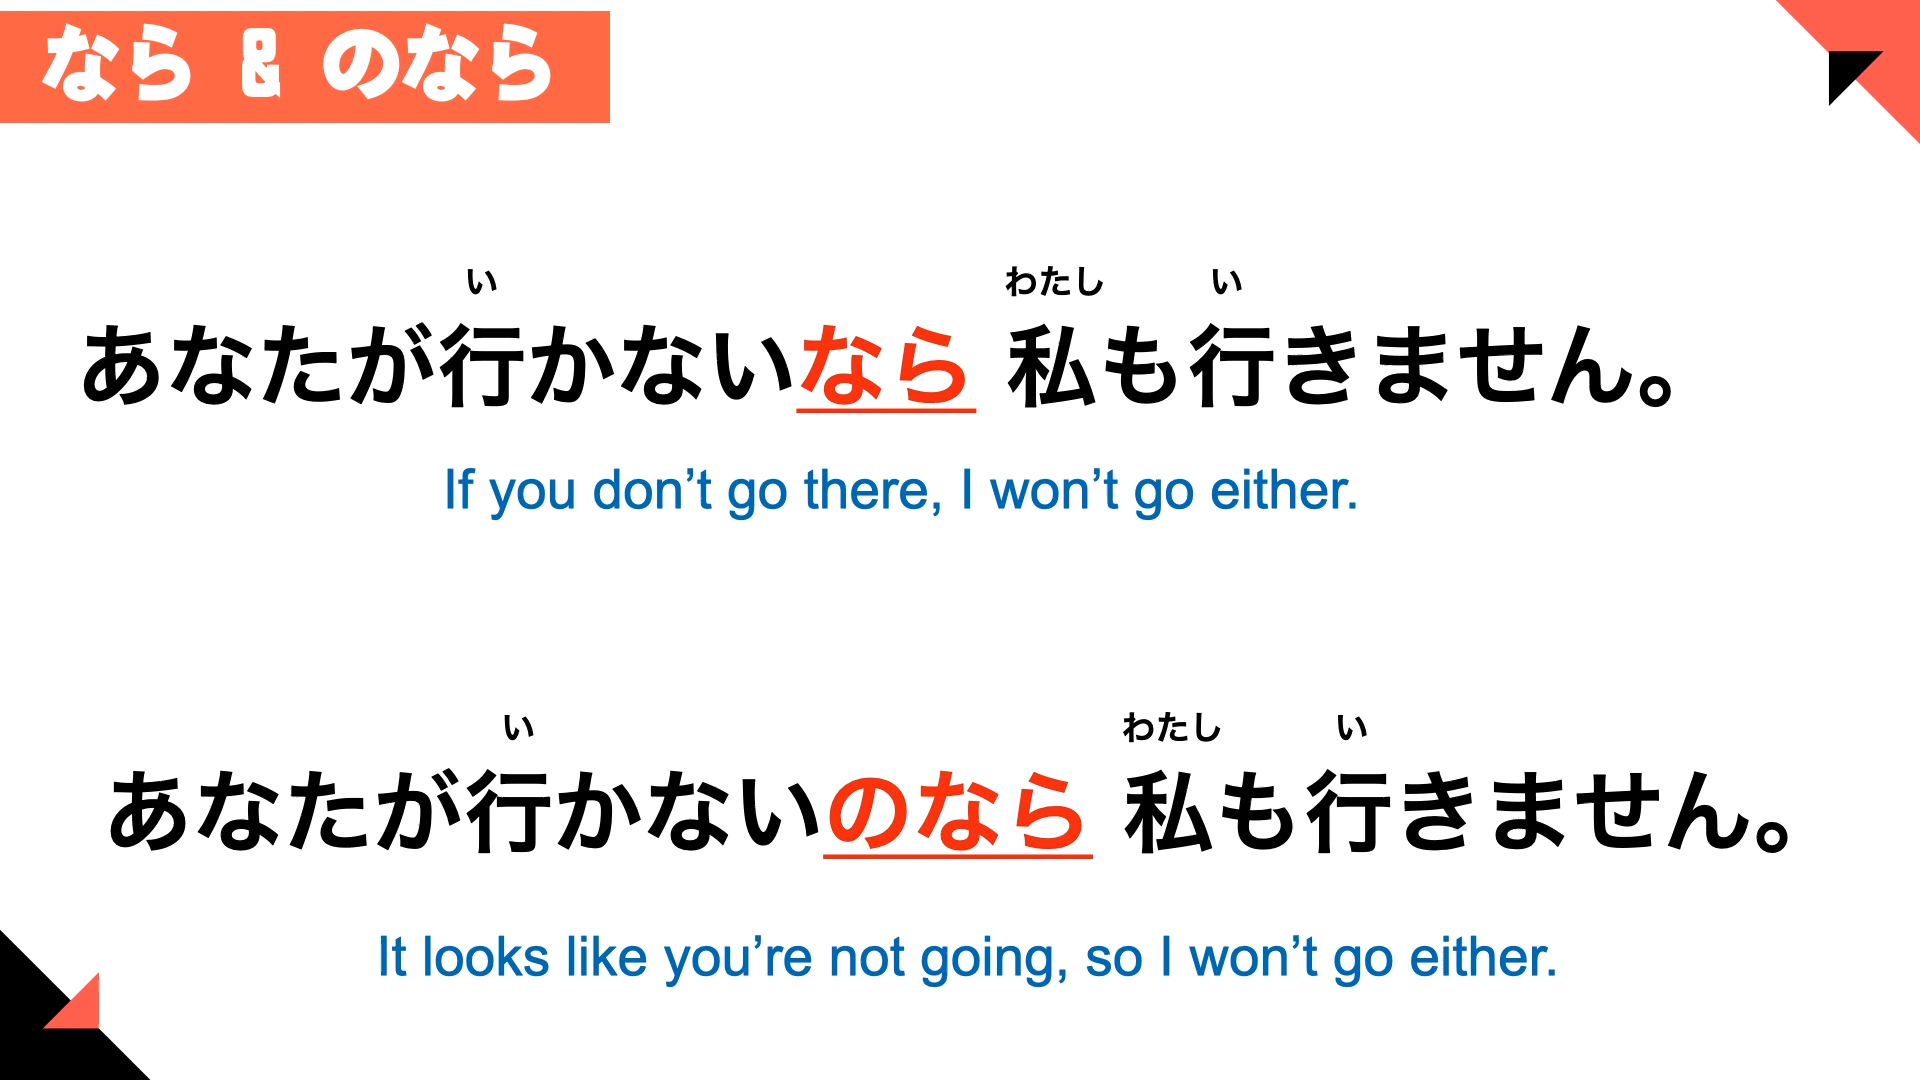 なら & のなら
い わたし い
あなたが行かないなら 私も行きません。
If you don’t go there, I won’t go either.
い わたし い
あなたが行かないのなら 私も行きません。
It looks like you’re not going, so I won’t go either.